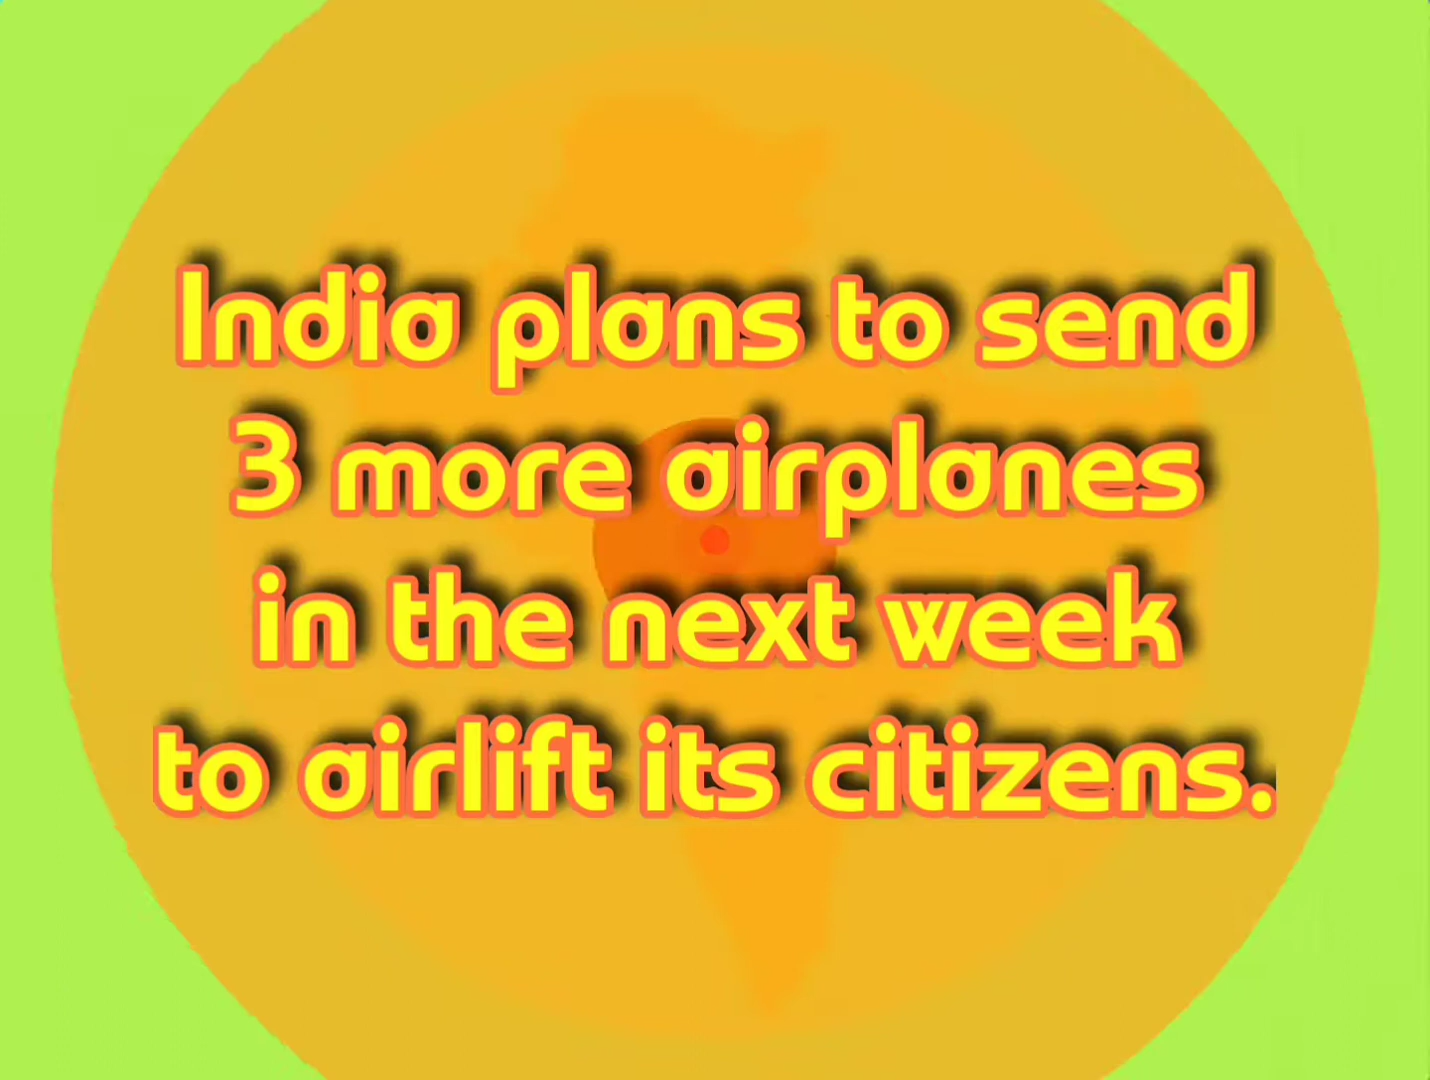 India plans to send
3 more airplanes
in the next week
to airlift its citizens.